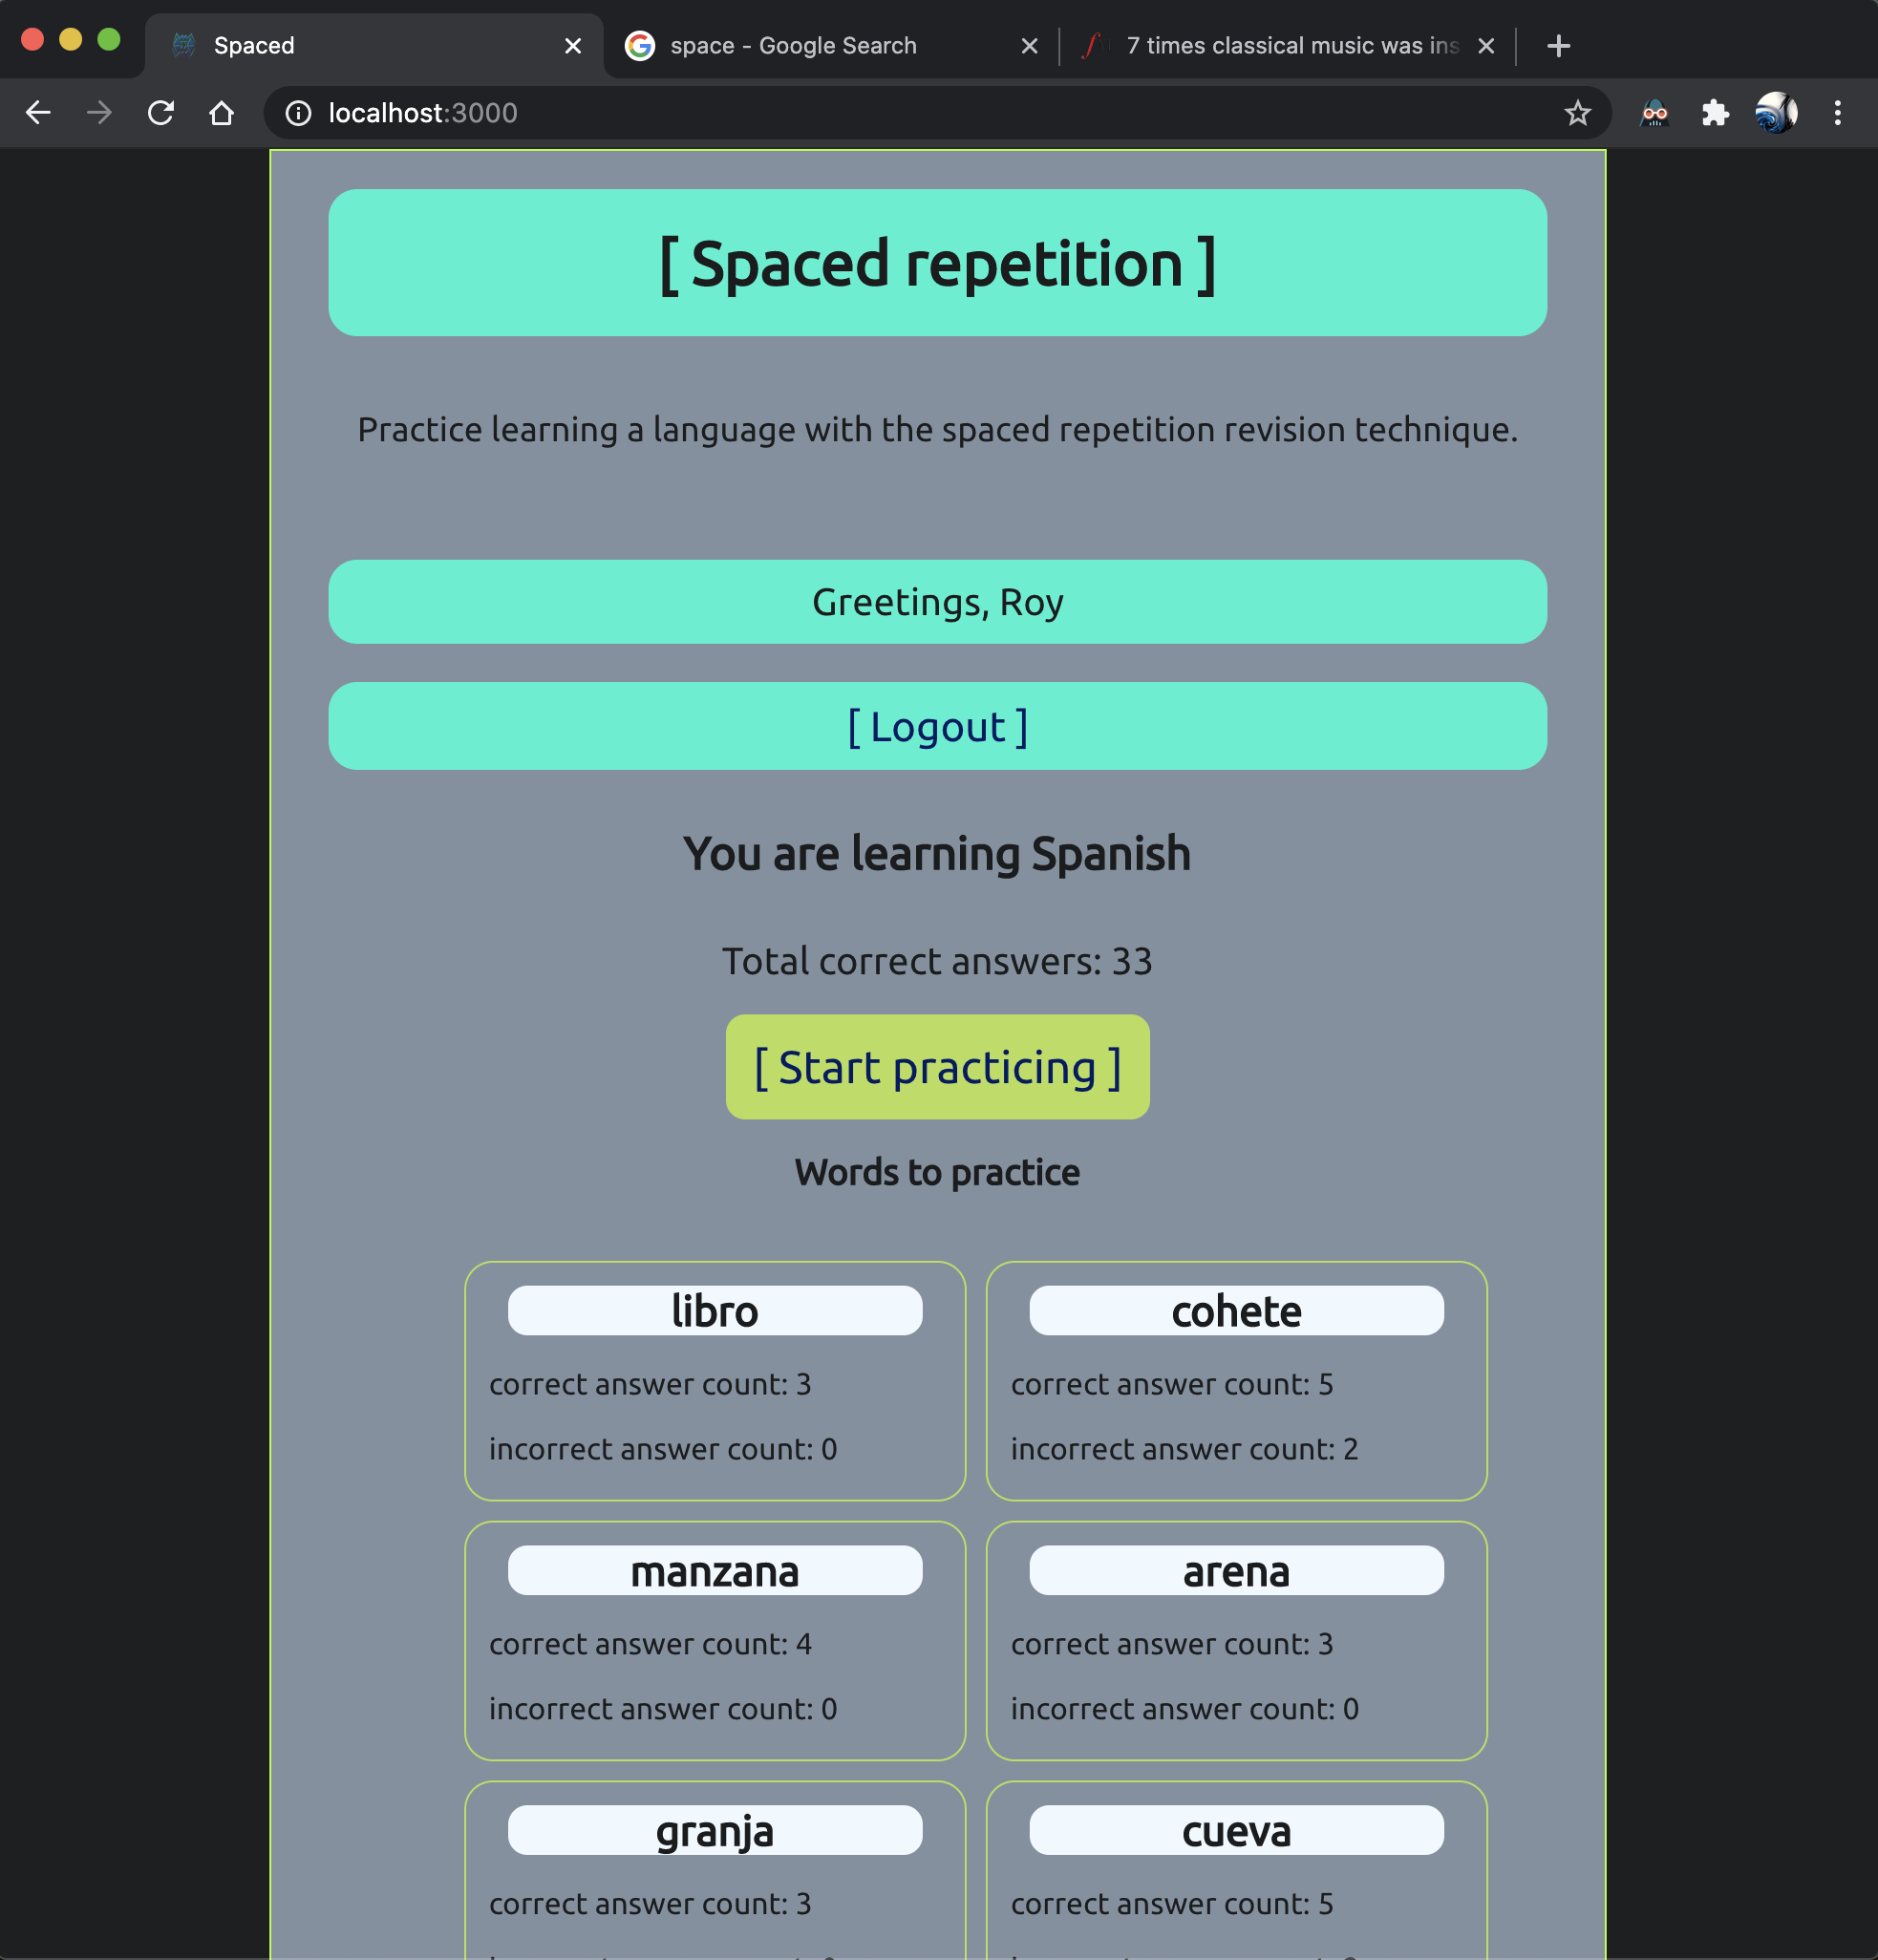 Spaced
space - Google Search
7 times classical music was ins
localhost:3000
[ Spaced repetition ]
Practice learning a language with the spaced repetition revision technique.
Greetings, Roy
[ Logout ]
You are learning Spanish
Total correct answers: 33
[ Start practicing ]
Words to practice
libro
correct answer count: 3
incorrect answer count: 0
cohete
correct answer count: 5
incorrect answer count: 2
manzana
correct answer count: 4
incorrect answer count: 0
arena
correct answer count: 3
incorrect answer count: 0
granja
correct answer count: 3
cueva
correct answer count: 5